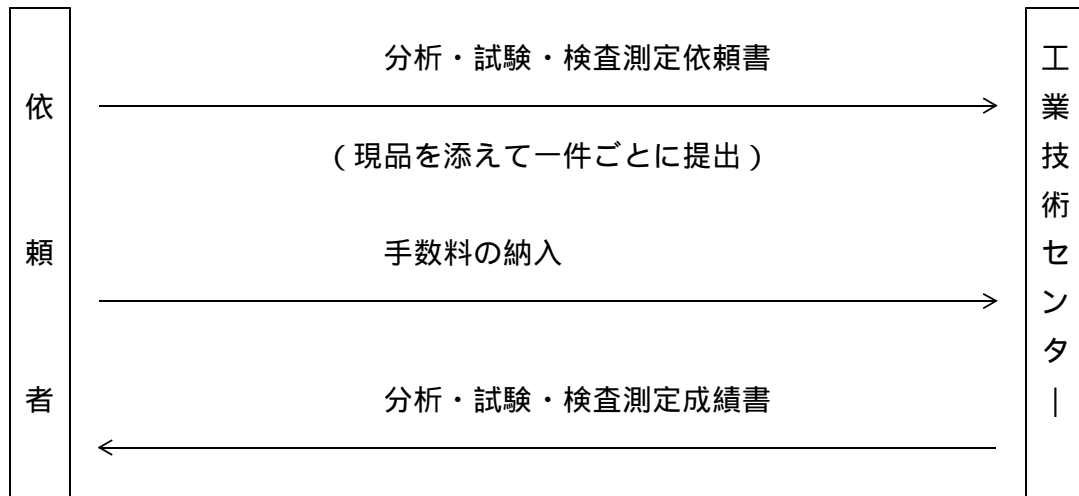 依頼者
分析・試験・検査測定依頼書
(現品を添えて一件ごとに提出)
手数料の納入
分析・試験・検査測定成績書
工業技術センター